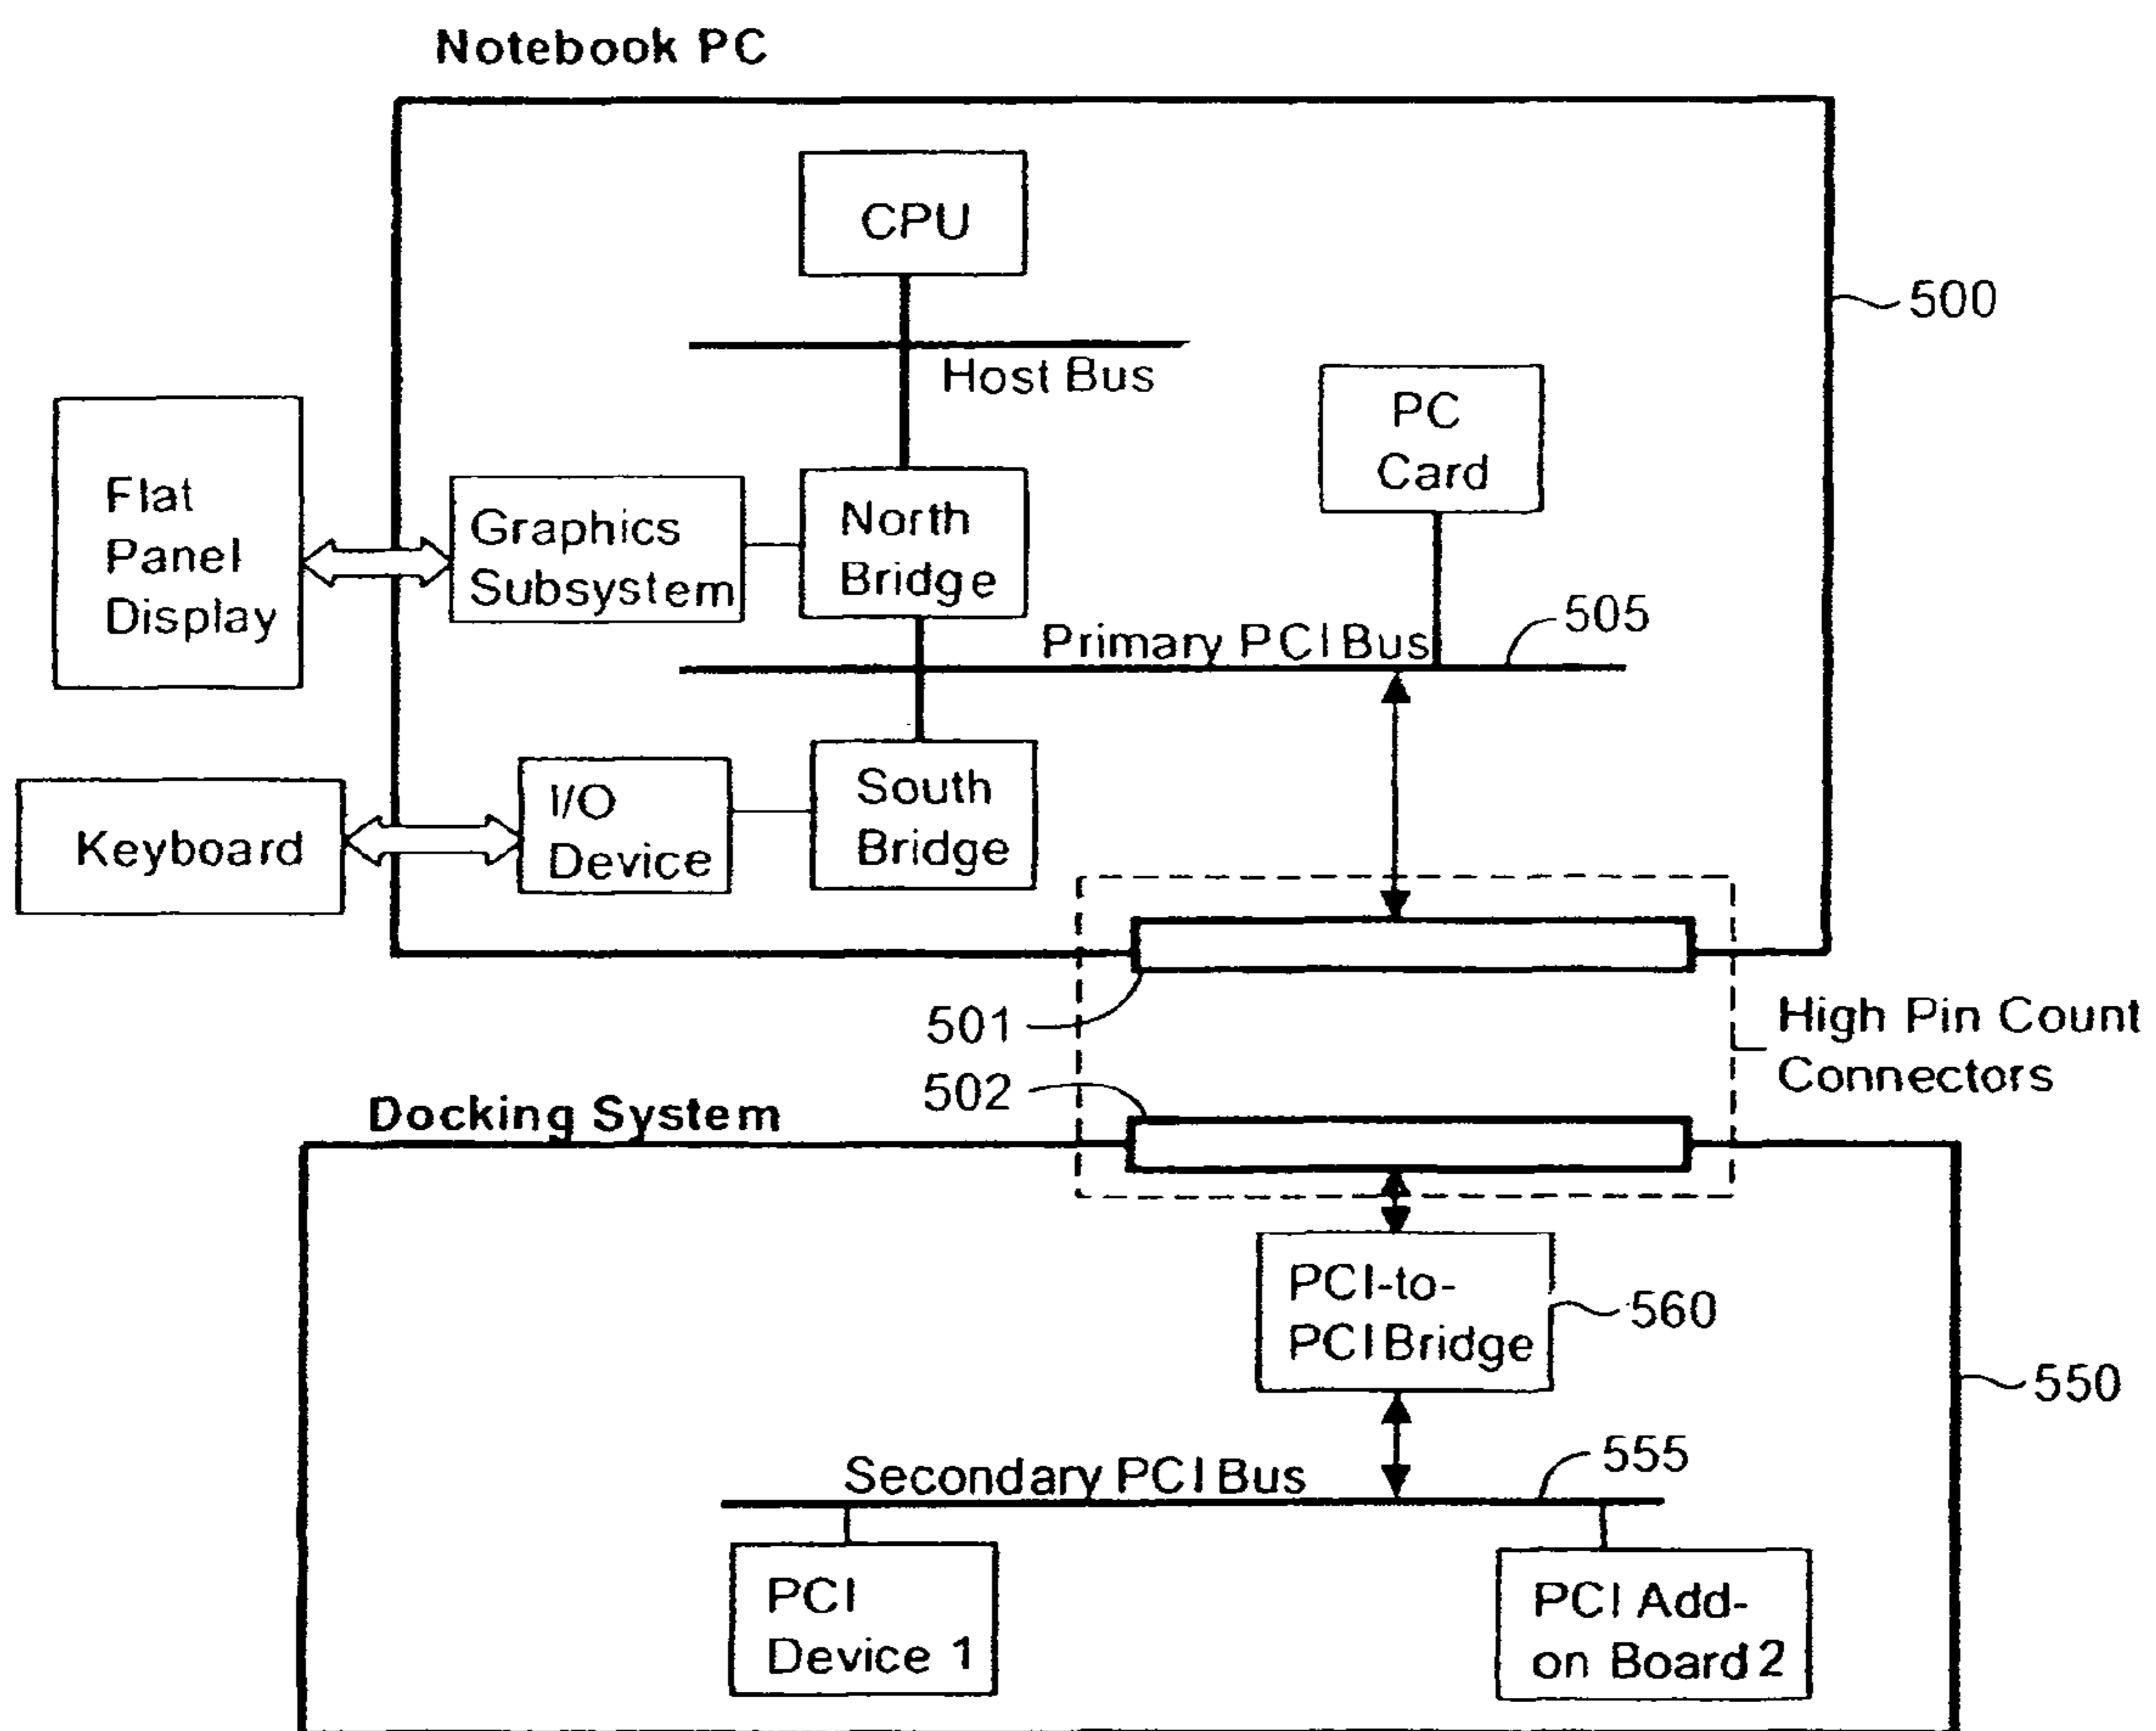 Notebook PC
CPU
500
Host Bus
PC
Card
Flat
Panel
Display
Graphics
Subsystem
North
Bridge
505
Primary PCI Bus
Keyboard
I/O
Device
South
Bridge
501
High Pin Count
Connectors
502
Docking System
PCI-to-
PCI Bridge
560
550
555
Secondary PCI Bus
PCI
Device 1
PCI Add-
on Board 2